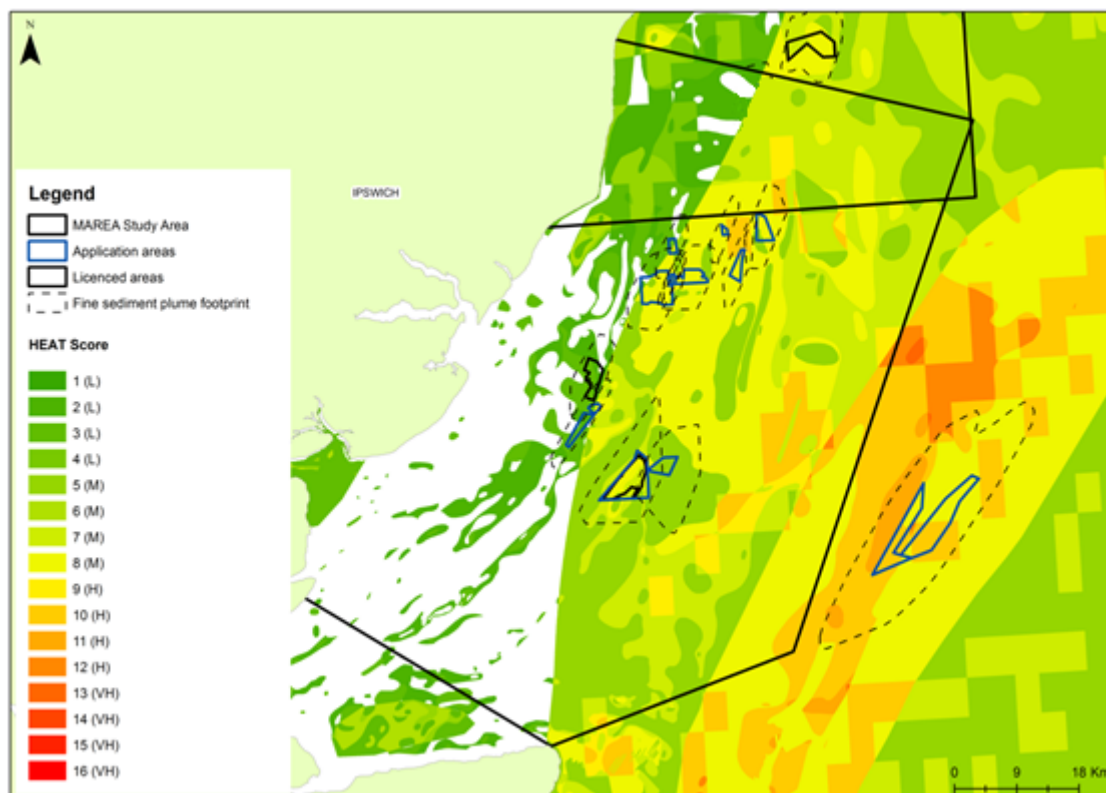 N
IPSWICH
Legend
MAREA Study Area
Application areas
Licenced areas
Fine sediment plume footprint
HEAT Score
1 (L)
2 (L)
3 (L)
4 (L)
5 (M)
6 (M)
7 (M)
8 (M)
9 (H)
10 (H)
11 (H)
12 (H)
13 (VH)
14 (VH)
15 (VH)
16 (VH)
0 9 18 Km